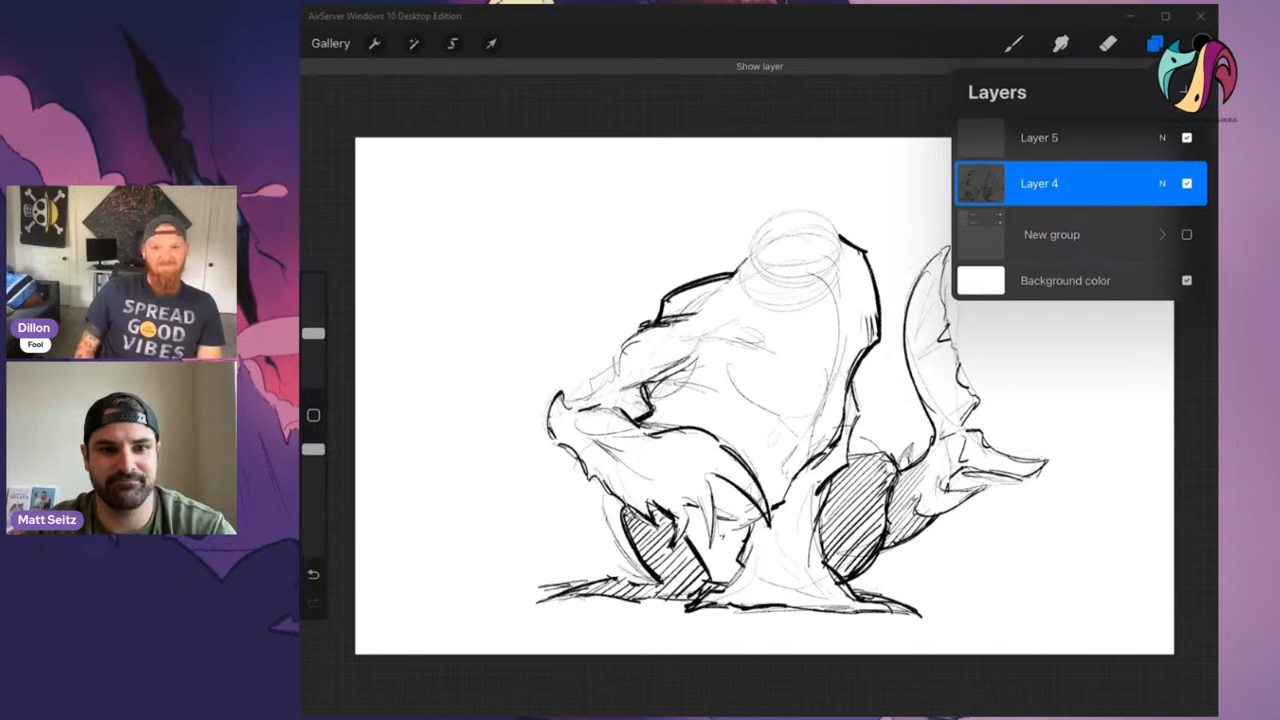 AirServer Windows 10 Desktop Edition
Gallery
Show layer
Layers
Layer 5
N
Layer 4
N
New group
Background color
SPREAD
GOOD
VIBES
Dillon
Fool
Matt Seitz